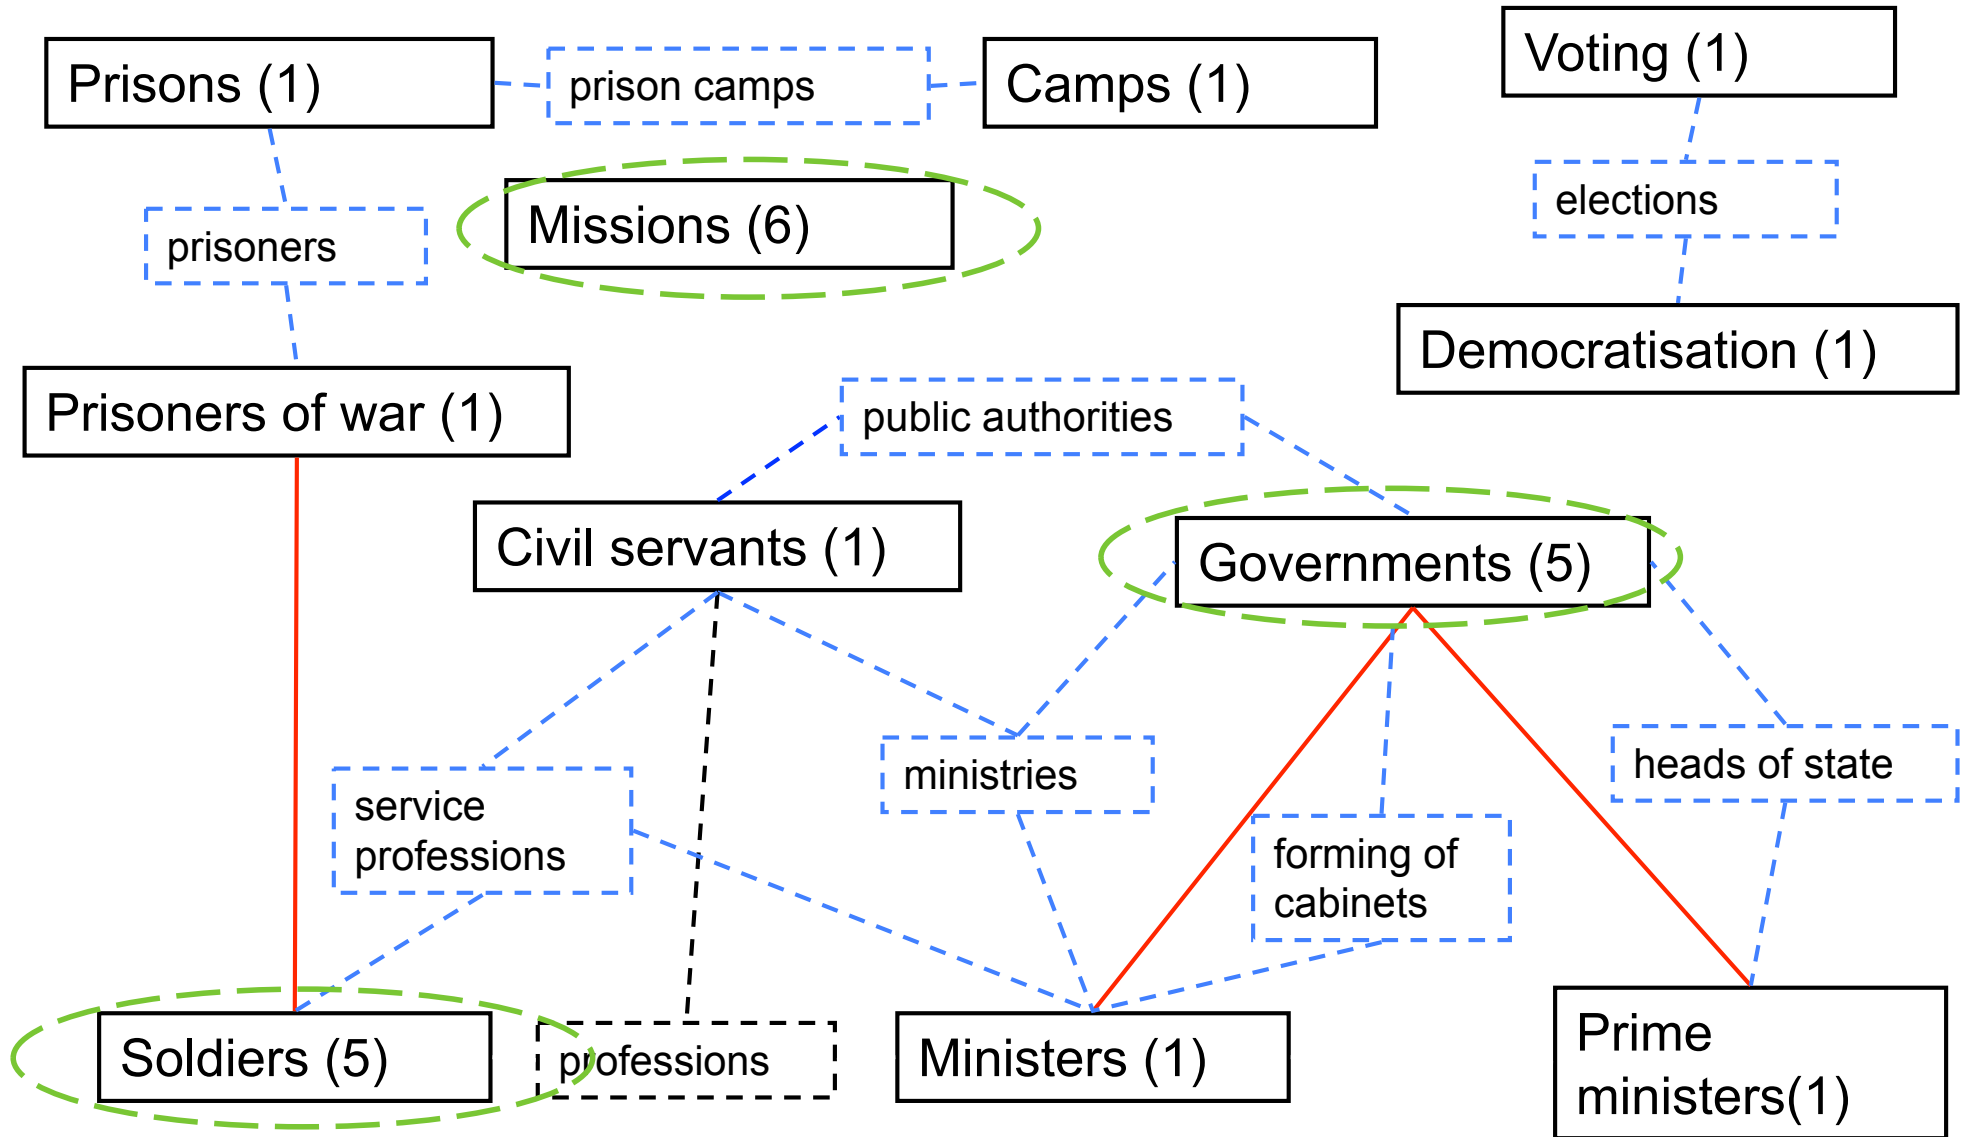 Prisons (1)
prison camps
Camps (1)
Voting (1)
Missions (6)
elections
prisoners
Democratisation (1)
Prisoners of war (1)
public authorities
Civil servants (1)
Governments (5)
service
professions
ministries
heads of state
forming of
cabinets
Soldiers (5)
professions
Ministers (1)
Prime
ministers(1)